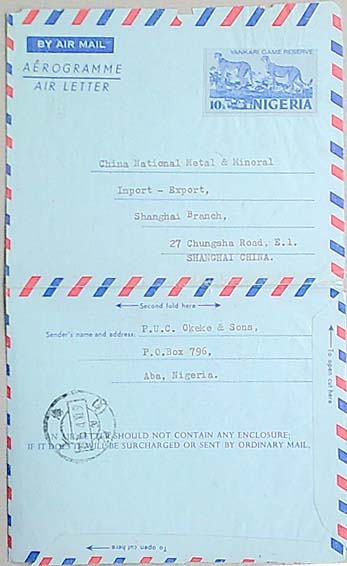 BY AIR MAIL
AÉROGRAMME
AIR LETTER
YANKARI GAME RESERVE
10k NIGERIA
China National Metal & Mineral
Inport - Export,
Shanghai Branch,
27 Chungsha Road, E.1.
SHANGHAI CHINA.
Second fold here
Sender's name and address:
P.U.C. Okeke & Sons,
P.O.Box 796,
Aba, Nigeria.
To open cut here
AN AIR LETTER SHOULD NOT CONTAIN ANY ENCLOSURE;
IF IT DOES IT WILL BE SURCHARGED OR SENT BY ORDINARY MAIL.
To open cut here